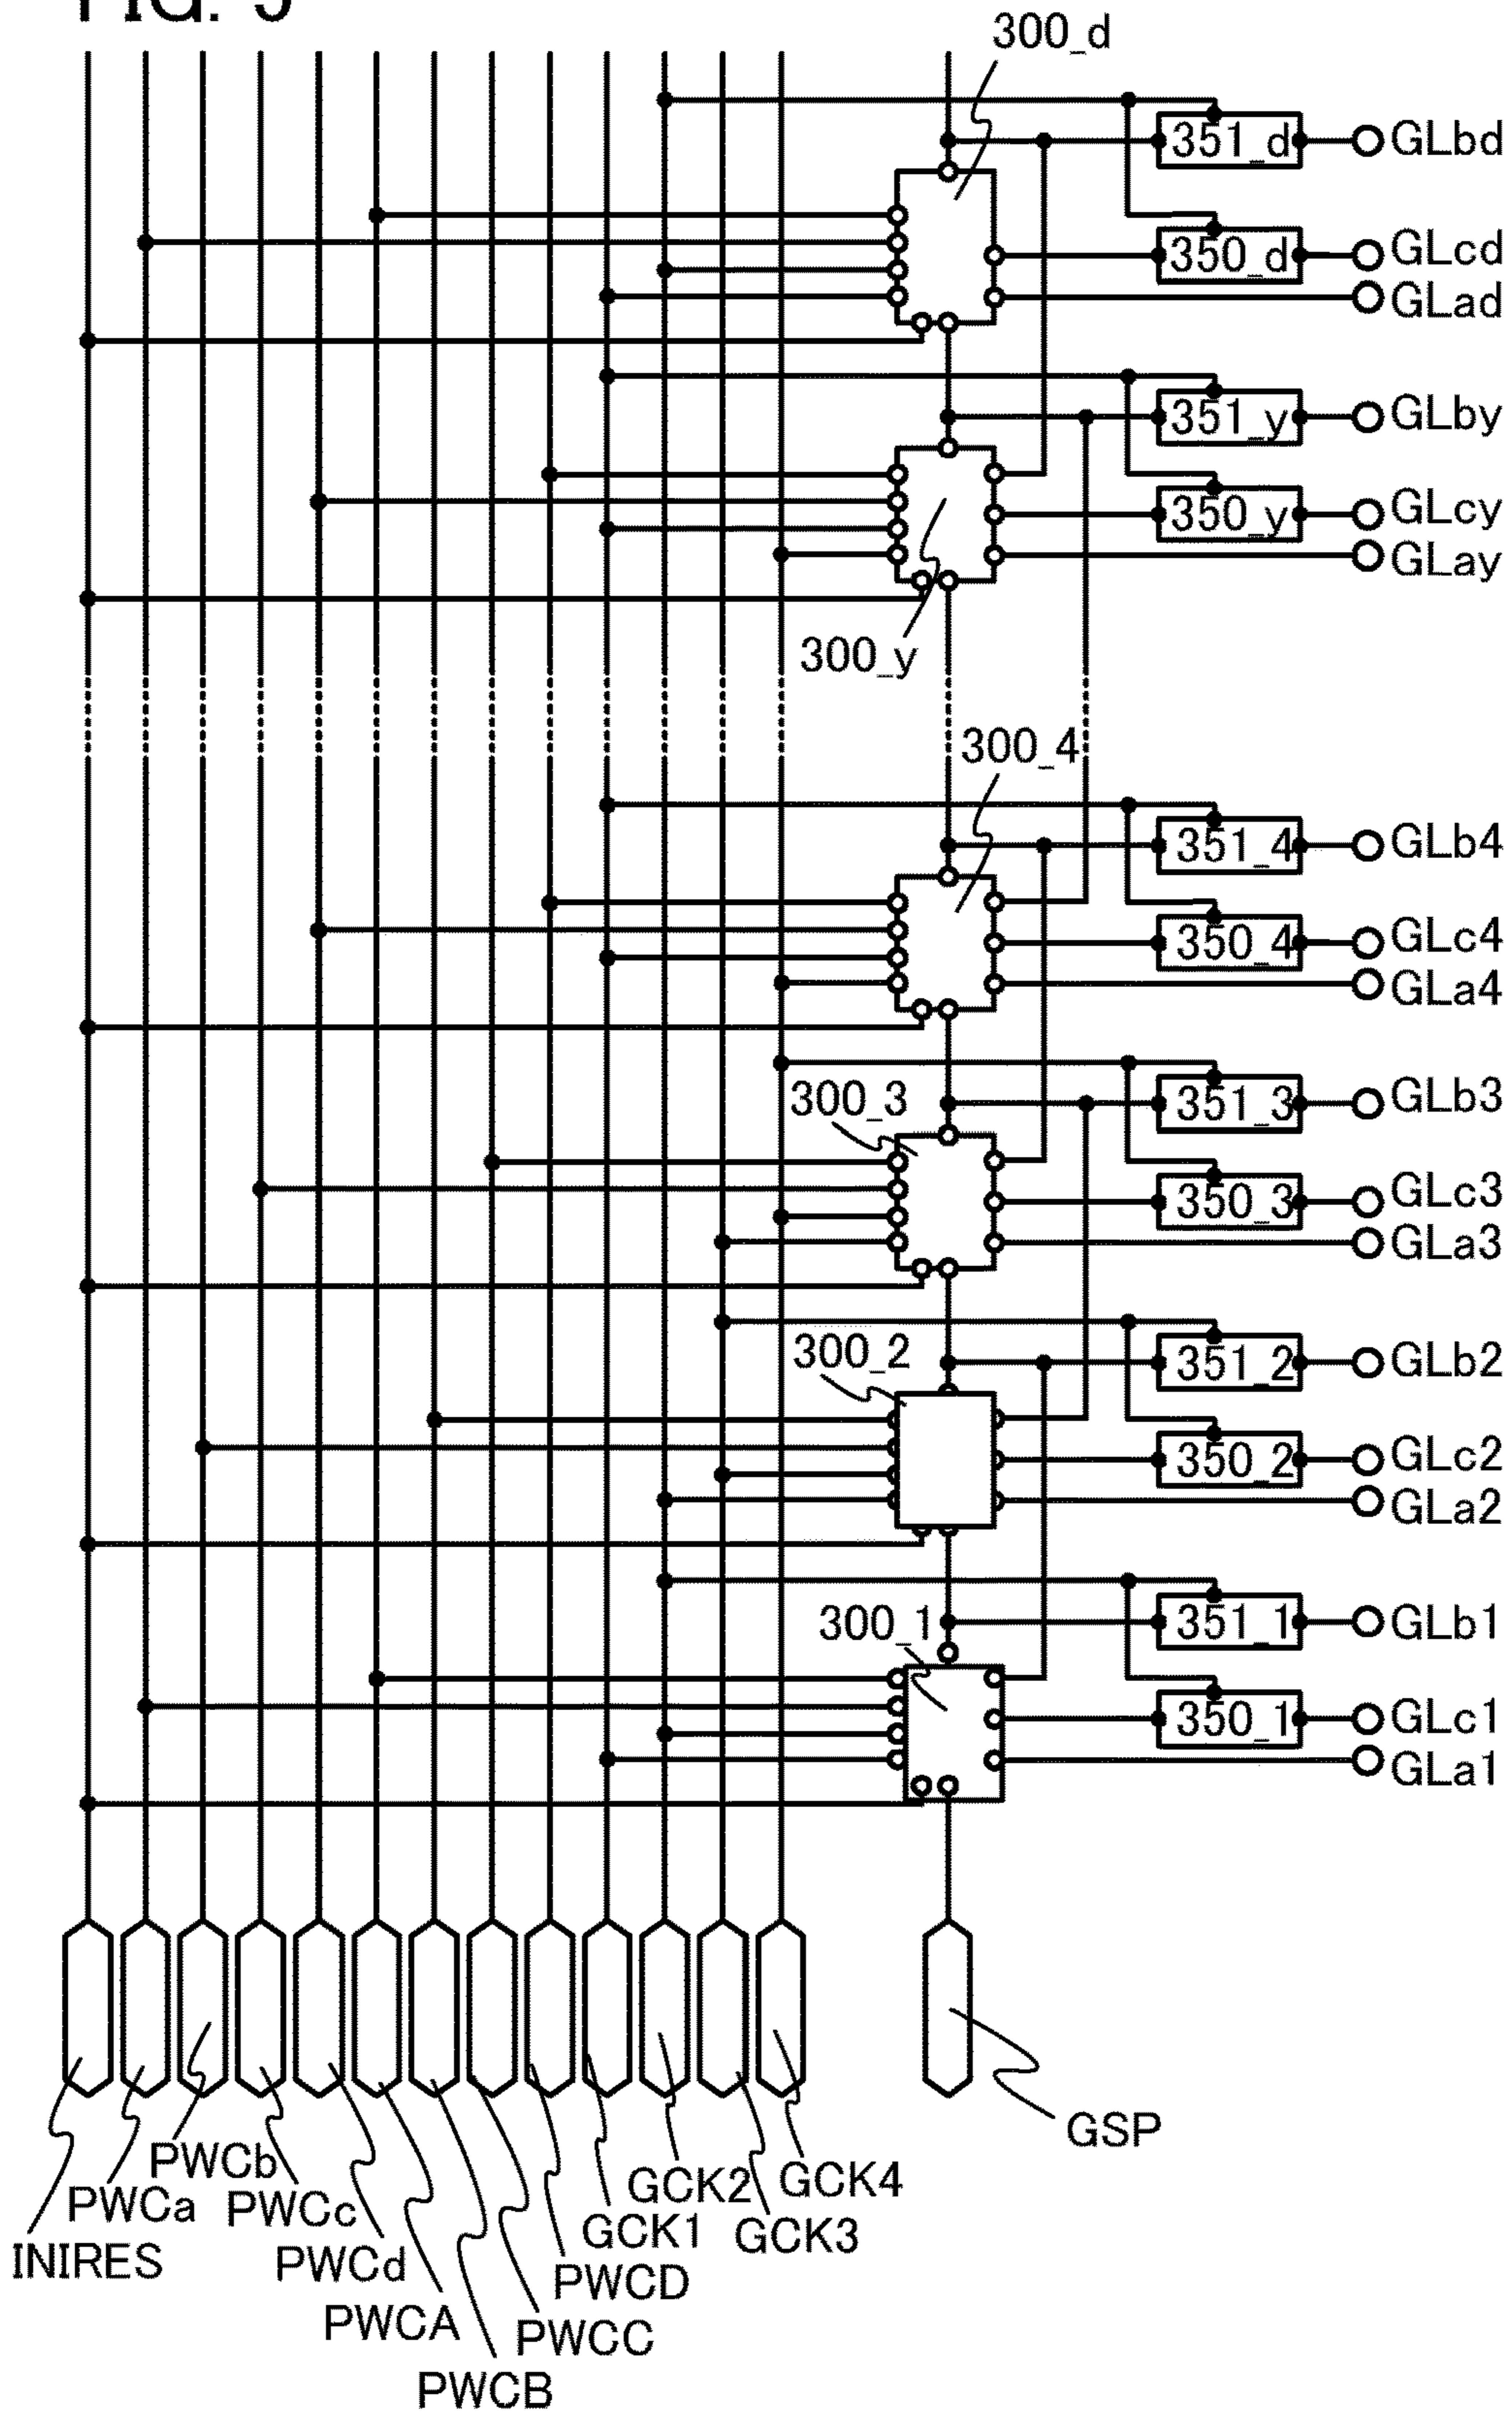 300_d
351_d GLbd
350_d GLcd
GLad
351_y GLby
350_y GLcy
GLay
300_y
300_4
351_4 GLb4
350_4 GLc4
GLa4
300_3
351_3 GLb3
350_3 GLc3
GLa3
300_2
351_2 GLb2
350_2 GLc2
GLa2
300_1
351_1 GLb1
350_1 GLc1
GLa1
GSP
PWCb
GCK2
GCK4
PWCa
PWCc
GCK1
GCK3
INIRES
PWCd
PWCD
PWCA
PWCC
PWCB